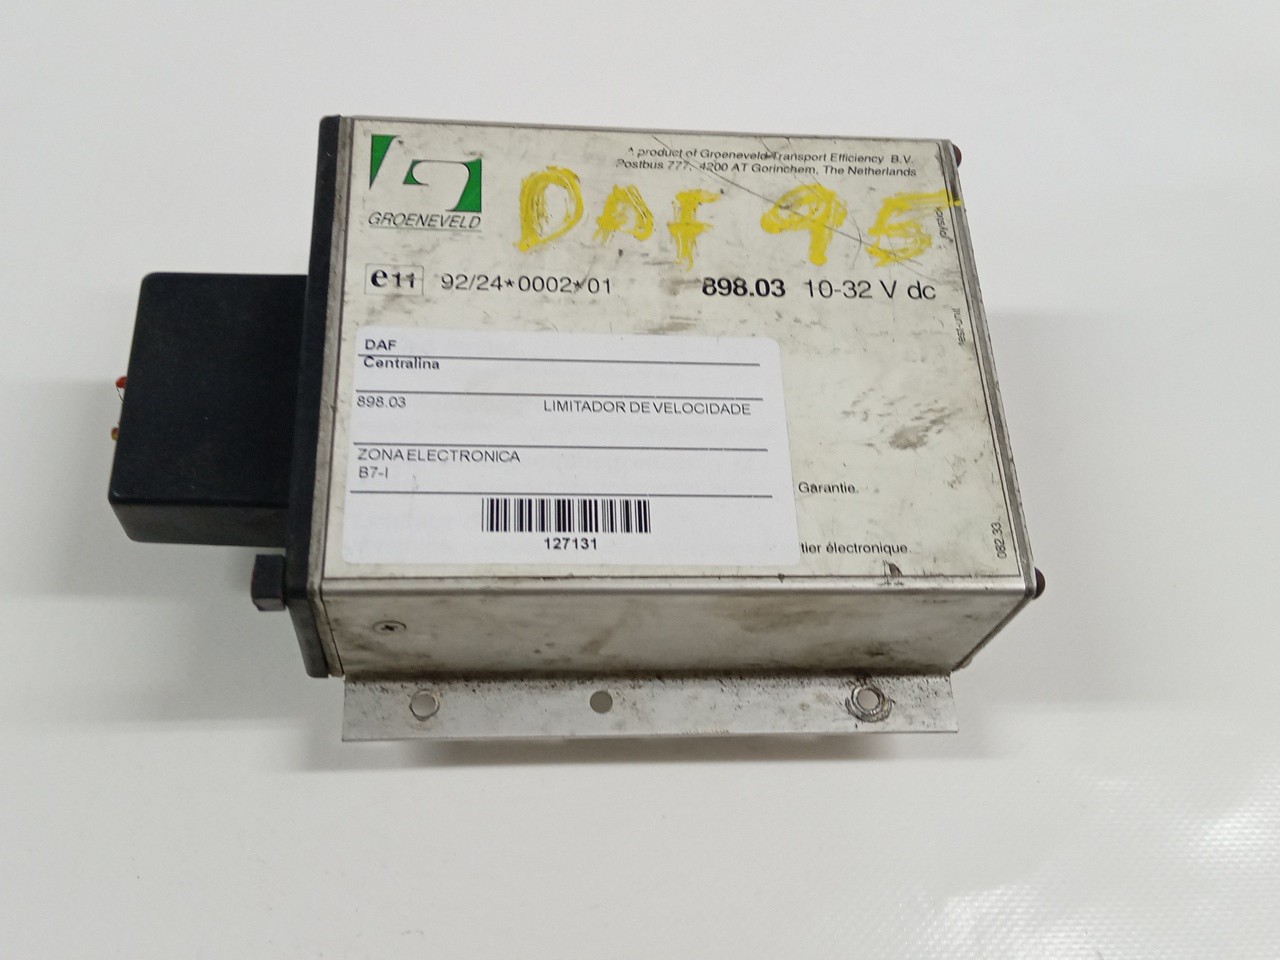 A product of Groeneveld Transport Efficiency B.V.
Postbus 777, 4200 AT Gorinchem, The Netherlands
GROENEVELD
DAF 95
e11 92/24*0002*01 898.03 10-32 V dc
test-unit
DAF
Centralina
898.03 LIMITADOR DE VELOCIDADE
ZONA ELECTRONICA
B7-I
127131
Garantie.
tier électronique
082.33.